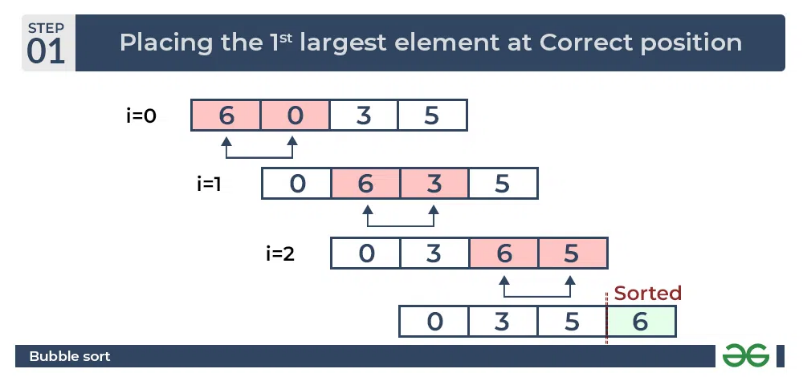 STEP
01
Placing the 1st largest element at Correct position
i=0 6 0 3 5
i=1 0 6 3 5
i=2 0 3 6 5
Sorted
0 3 5 6
Bubble sort